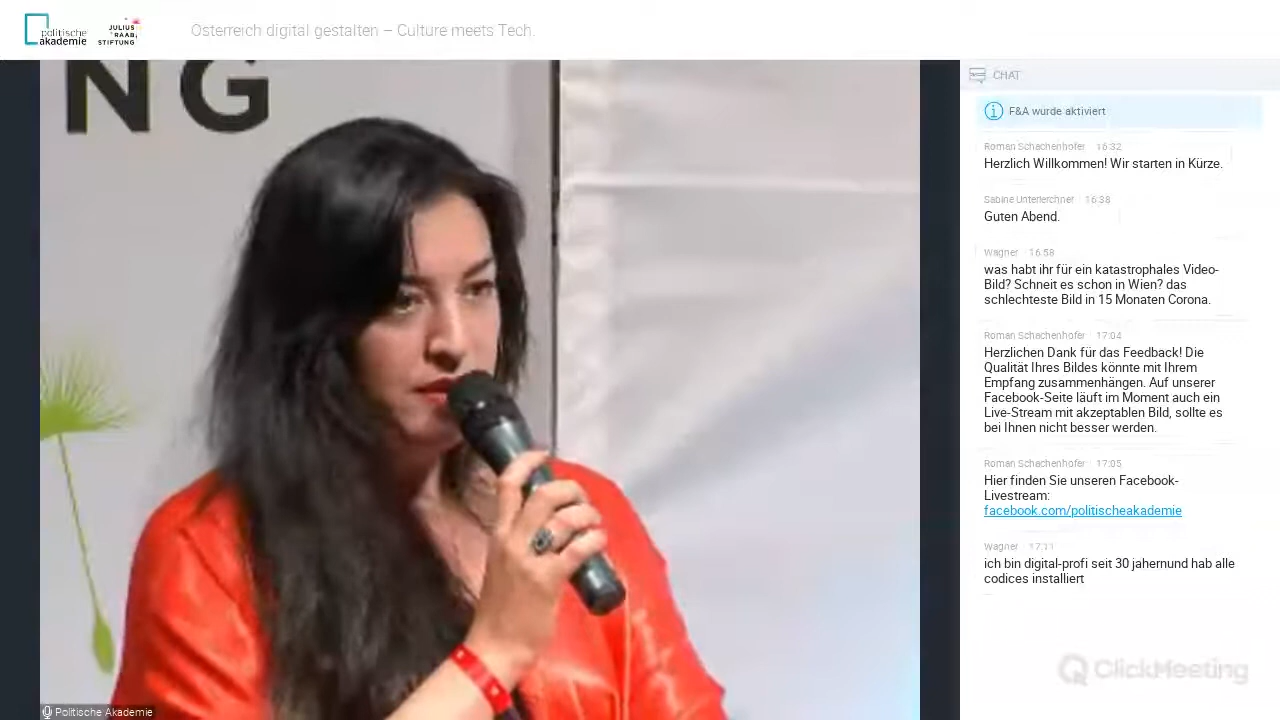 politische
akademie
JULIUS
RAAB
STIFTUNG
Österreich digital gestalten – Culture meets Tech.
NG
Politische Akademie
CHAT
F&A wurde aktiviert
Roman Schachenhofer 16:32
Herzlich Willkommen! Wir starten in Kürze.
Sabine Unterlerchner 16:38
Guten Abend.
Wagner 16:58
was habt ihr für ein katastrophales Video-
Bild? Schneit es schon in Wien? das
schlechteste Bild in 15 Monaten Corona.
Roman Schachenhofer 17:04
Herzlichen Dank für das Feedback! Die
Qualität Ihres Bildes könnte mit Ihrem
Empfang zusammenhängen. Auf unserer
Facebook-Seite läuft im Moment auch ein
Live-Stream mit akzeptablen Bild, sollte es
bei Ihnen nicht besser werden.
Roman Schachenhofer 17:05
Hier finden Sie unseren Facebook-
Livestream:
facebook.com/politischeakademie
Wagner 17:11
ich bin digital-profi seit 30 jahernund hab alle
codices installiert
ClickMeeting